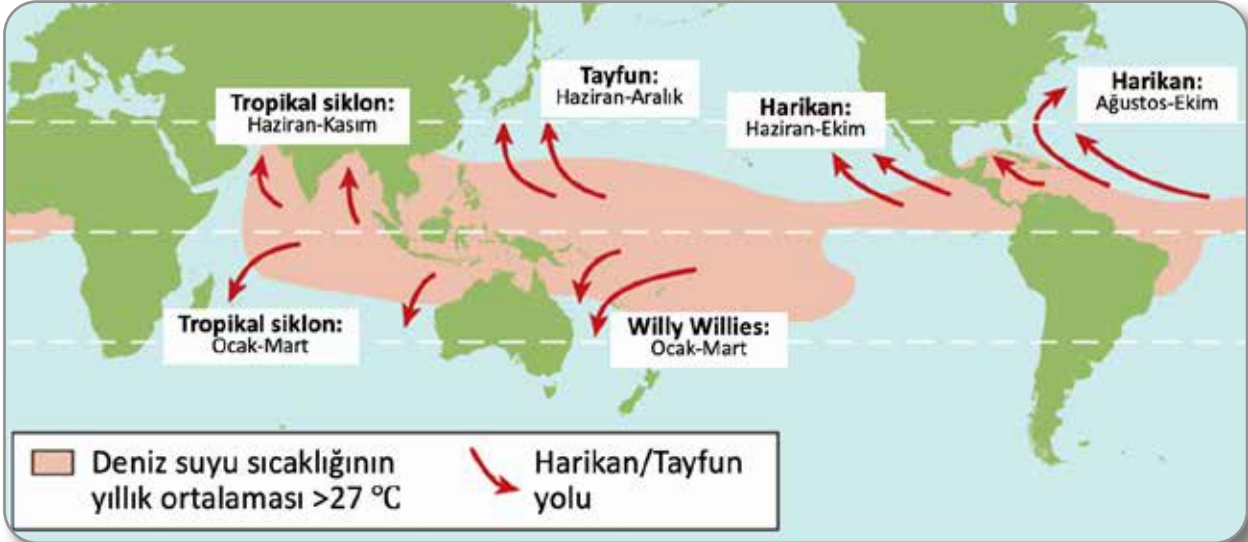 Tayfun:
Haziran-Aralık
Harikan:
Ağustos-Ekim
Tropikal siklon:
Haziran-Kasım
Harikan:
Haziran-Ekim
Tropikal siklon:
Ocak-Mart
Willy Willies:
Ocak-Mart
Deniz suyu sıcaklığının
yıllık ortalaması >27 °C
Harikan/Tayfun
yolu